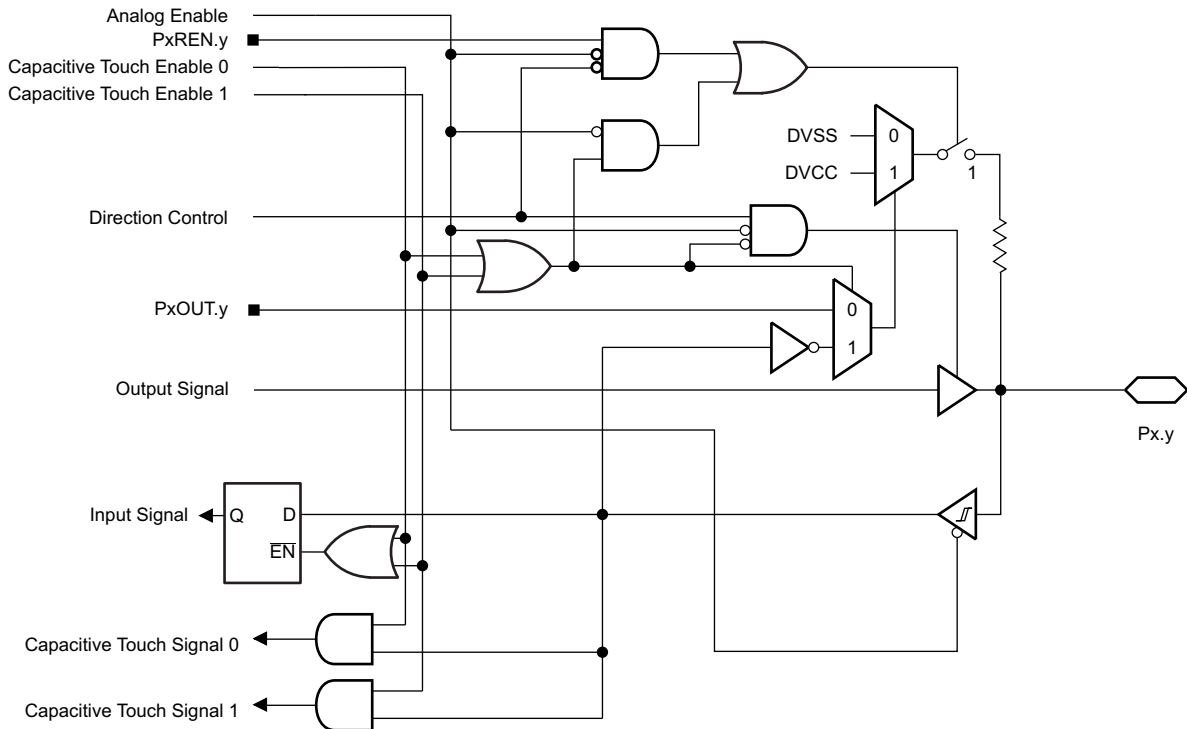 Analog Enable
PxREN.y
Capacitive Touch Enable 0
Capacitive Touch Enable 1
DVSS
0
DVCC
1
1
Direction Control
PxOUT.y
0
1
Output Signal
Px.y
Input Signal
Q
D
EN
Capacitive Touch Signal 0
Capacitive Touch Signal 1